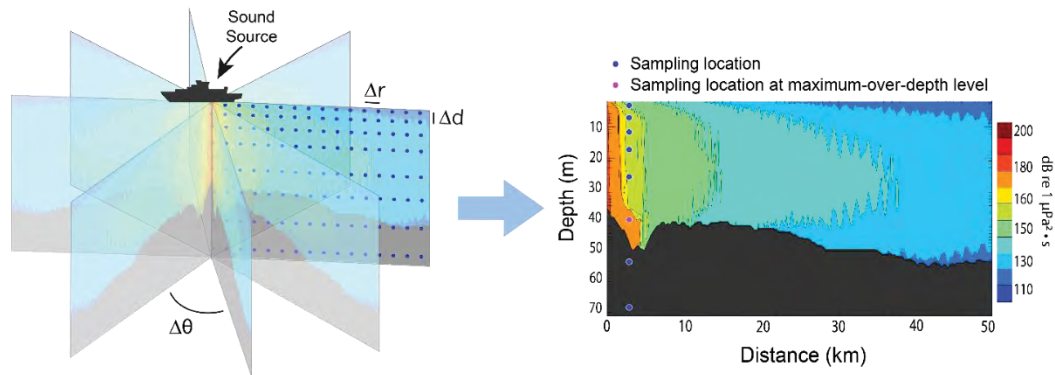 Sound
Source
Δr
Δd
Δθ
Sampling location
Sampling location at maximum-over-depth level
Depth (m)
10
20
30
40
50
60
70
0
10
20
30
40
50
Distance (km)
200
180
170
160
150
130
110
dB re 1 µPa²• s